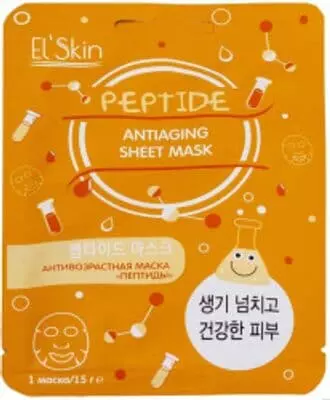 El'Skin
PEPTIDE
ANTIAGING
SHEET MASK
펩타이드 마스크
АНТИВОЗРАСТНАЯ МАСКА
«ПЕПТИДЫ»
생기 넘치고
건강한 피부
1 маска/15 г е